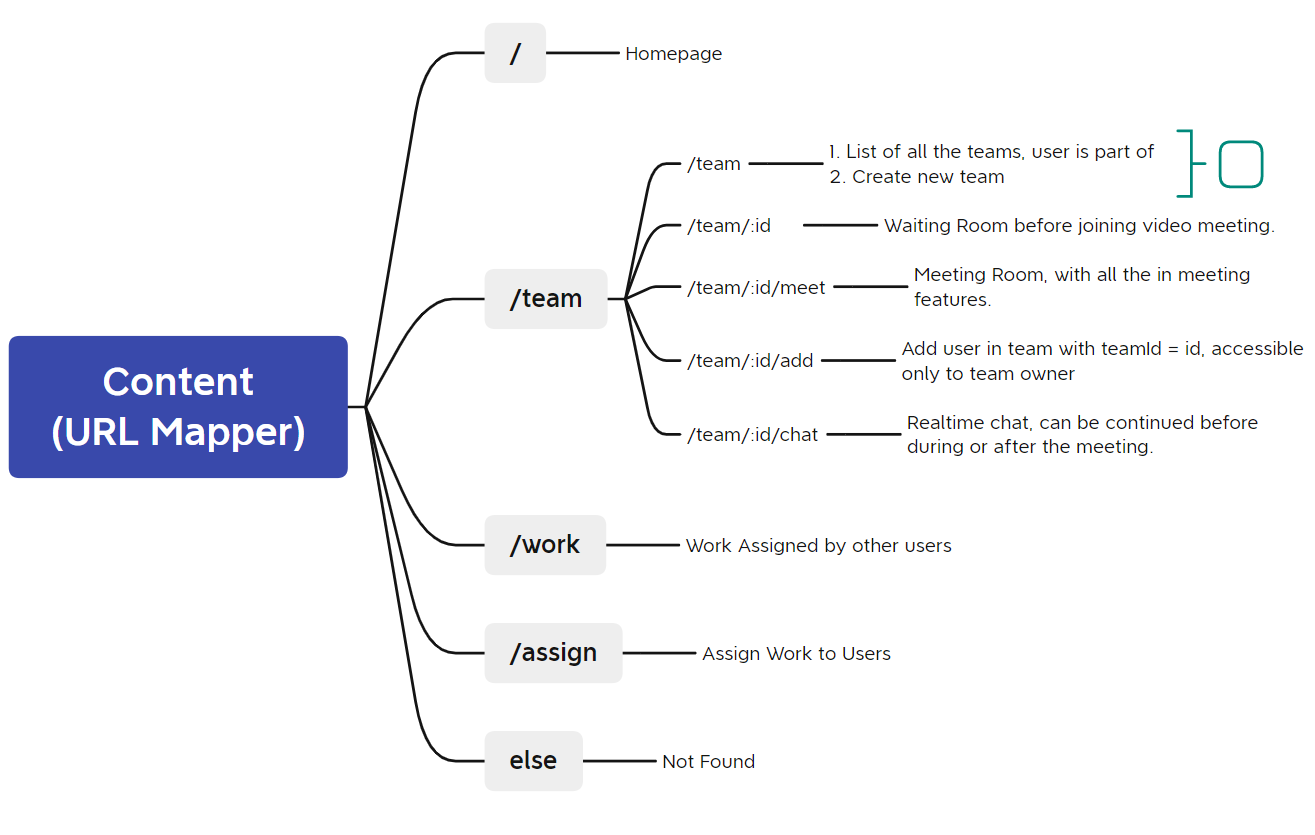 /
Homepage
/team
1. List of all the teams, user is part of
2. Create new team
/team/:id
Waiting Room before joining video meeting.
/team/:id/meet
Meeting Room, with all the in meeting
features.
/team
/team/:id/add
Add user in team with teamId = id, accessible
only to team owner
/team/:id/chat
Realtime chat, can be continued before
during or after the meeting.
Content
(URL Mapper)
/work
Work Assigned by other users
/assign
Assign Work to Users
else
Not Found